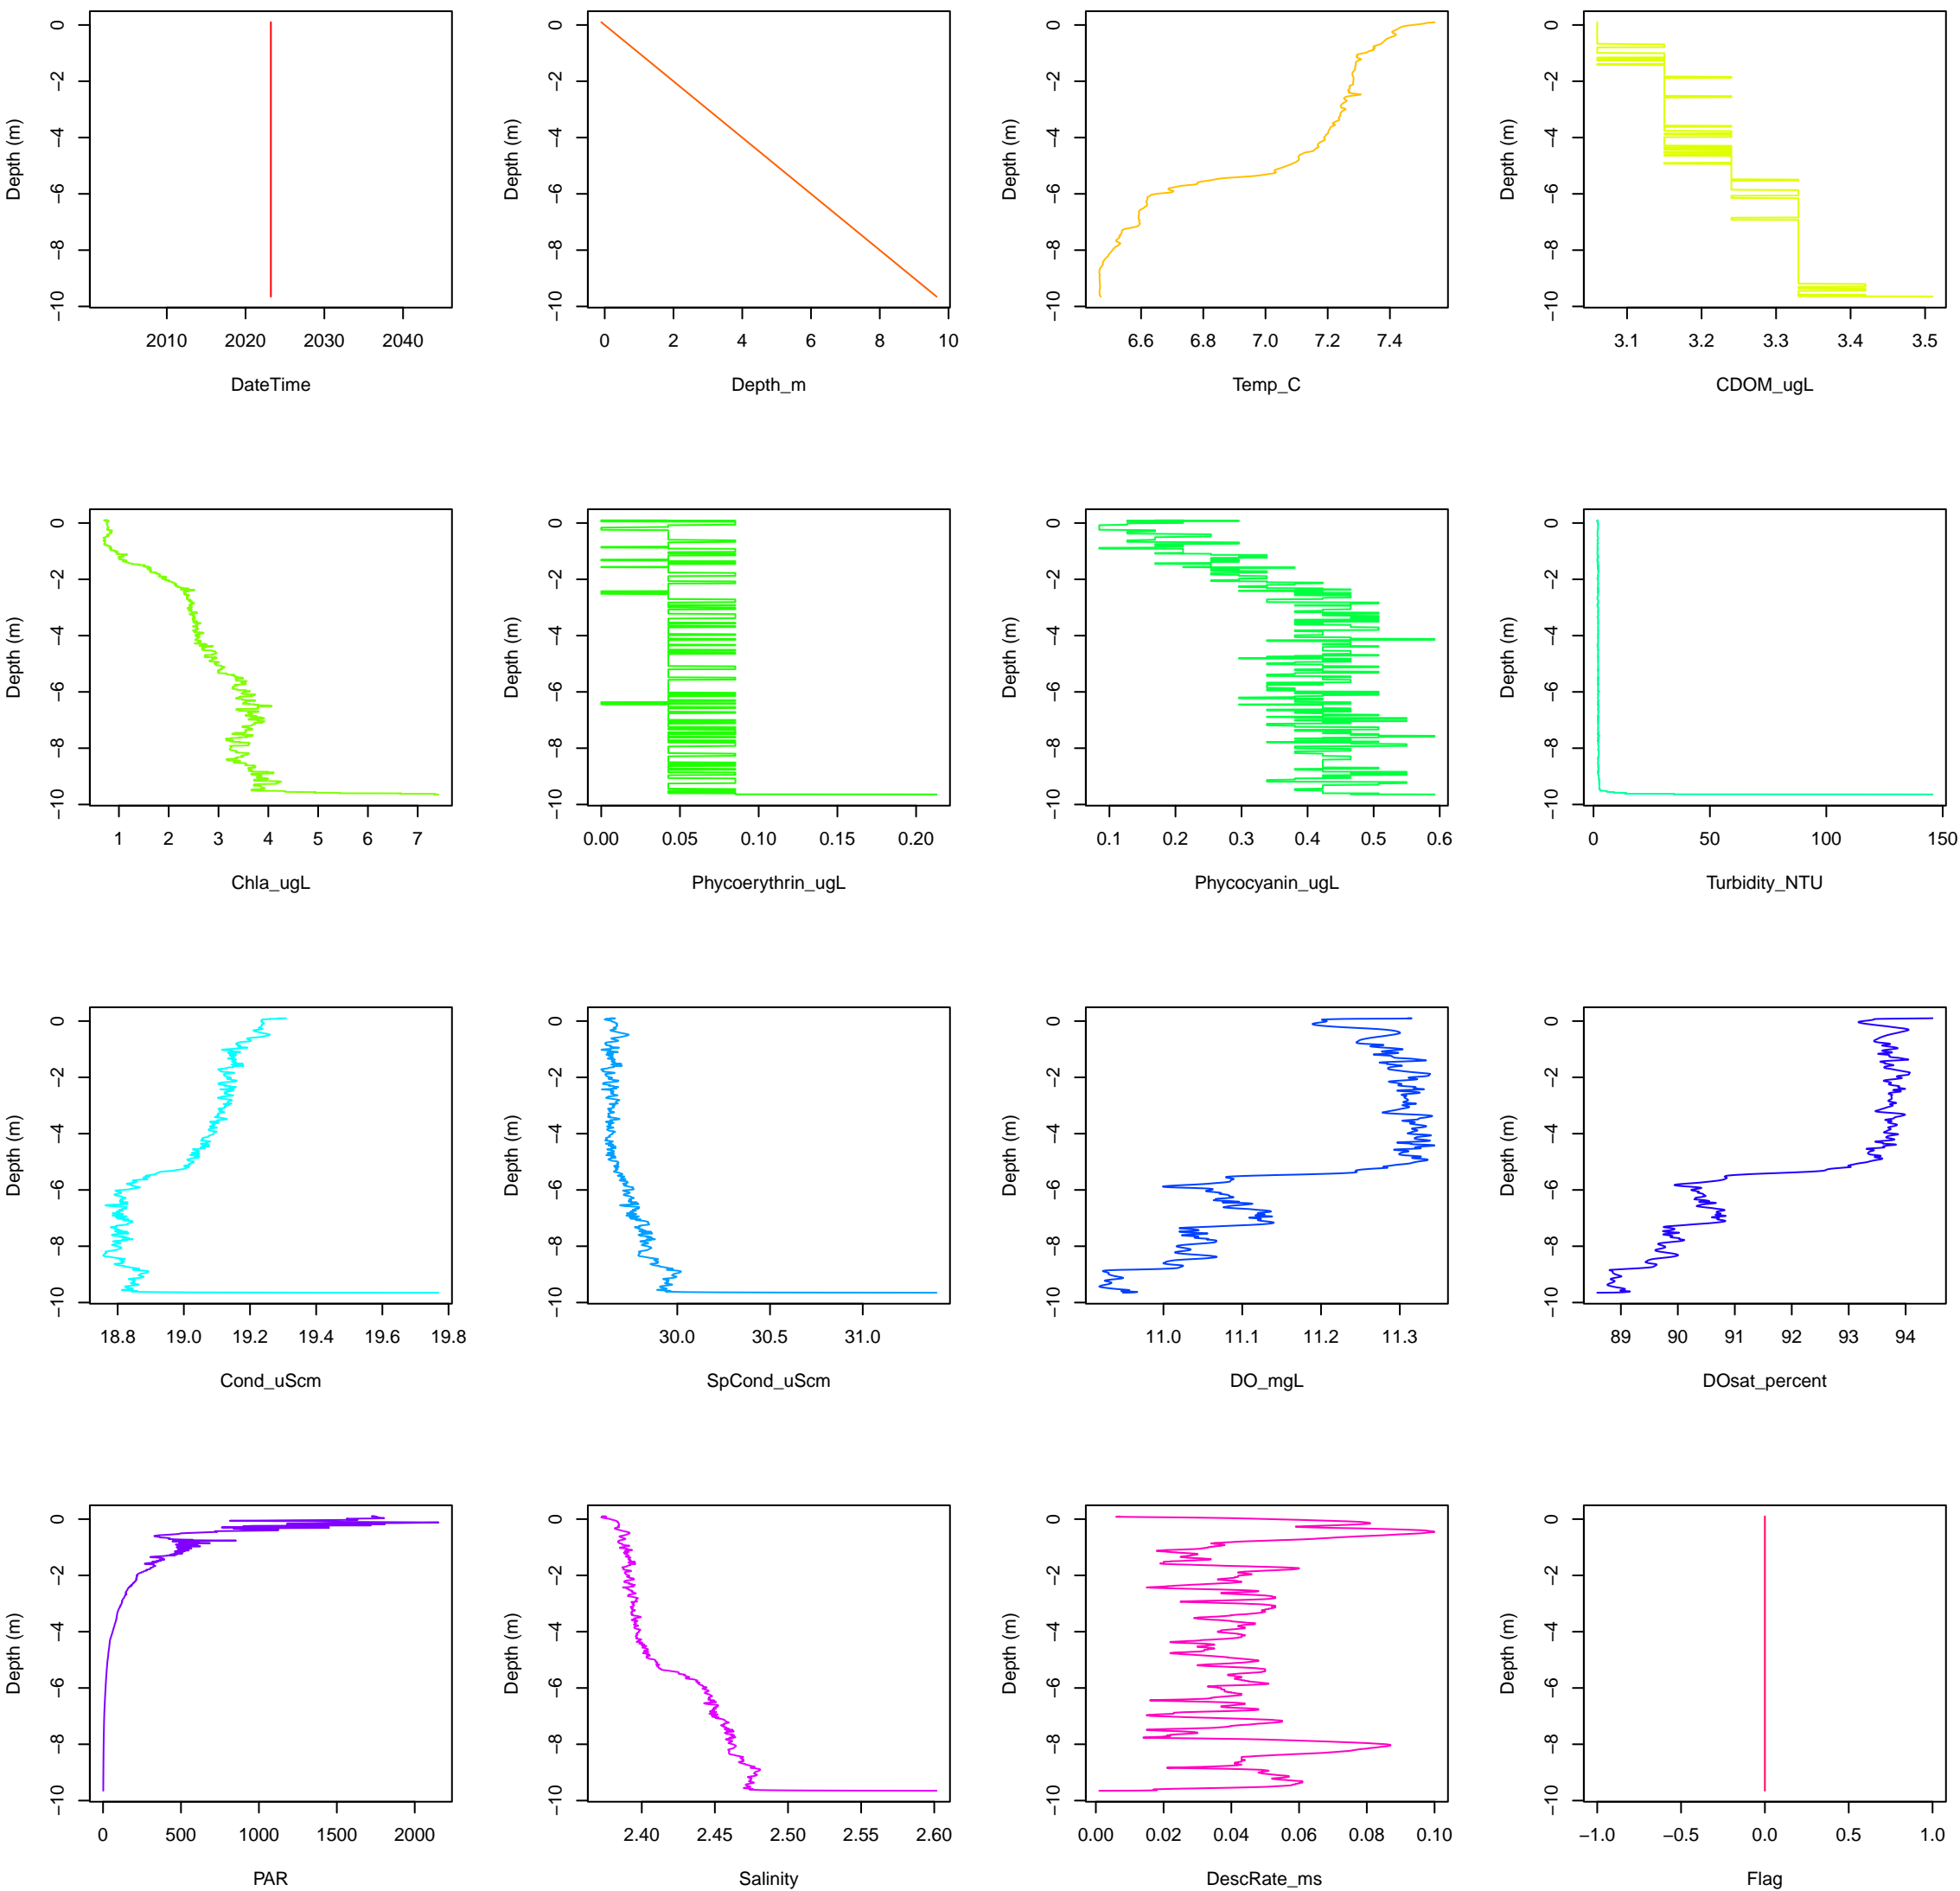 Depth (m)
−10 −8 −6 −4 −2 0
2010 2020 2030 2040
DateTime
Depth (m)
−10 −8 −6 −4 −2 0
0 2 4 6 8 10
Depth_m
Depth (m)
−10 −8 −6 −4 −2 0
6.6 6.8 7.0 7.2 7.4
Temp_C
Depth (m)
−10 −8 −6 −4 −2 0
3.1 3.2 3.3 3.4 3.5
CDOM_ugL
Depth (m)
−10 −8 −6 −4 −2 0
1 2 3 4 5 6 7
Chla_ugL
Depth (m)
−10 −8 −6 −4 −2 0
0.00 0.05 0.10 0.15 0.20
Phycoerythrin_ugL
Depth (m)
−10 −8 −6 −4 −2 0
0.1 0.2 0.3 0.4 0.5 0.6
Phycocyanin_ugL
Depth (m)
−10 −8 −6 −4 −2 0
0 50 100 150
Turbidity_NTU
Depth (m)
−10 −8 −6 −4 −2 0
18.8 19.0 19.2 19.4 19.6 19.8
Cond_uScm
Depth (m)
−10 −8 −6 −4 −2 0
30.0 30.5 31.0
SpCond_uScm
Depth (m)
−10 −8 −6 −4 −2 0
11.0 11.1 11.2 11.3
DO_mgL
Depth (m)
−10 −8 −6 −4 −2 0
89 90 91 92 93 94
DOsat_percent
Depth (m)
−10 −8 −6 −4 −2 0
0 500 1000 1500 2000
PAR
Depth (m)
−10 −8 −6 −4 −2 0
2.40 2.45 2.50 2.55 2.60
Salinity
Depth (m)
−10 −8 −6 −4 −2 0
0.00 0.02 0.04 0.06 0.08 0.10
DescRate_ms
Depth (m)
−10 −8 −6 −4 −2 0
−1.0 −0.5 0.0 0.5 1.0
Flag